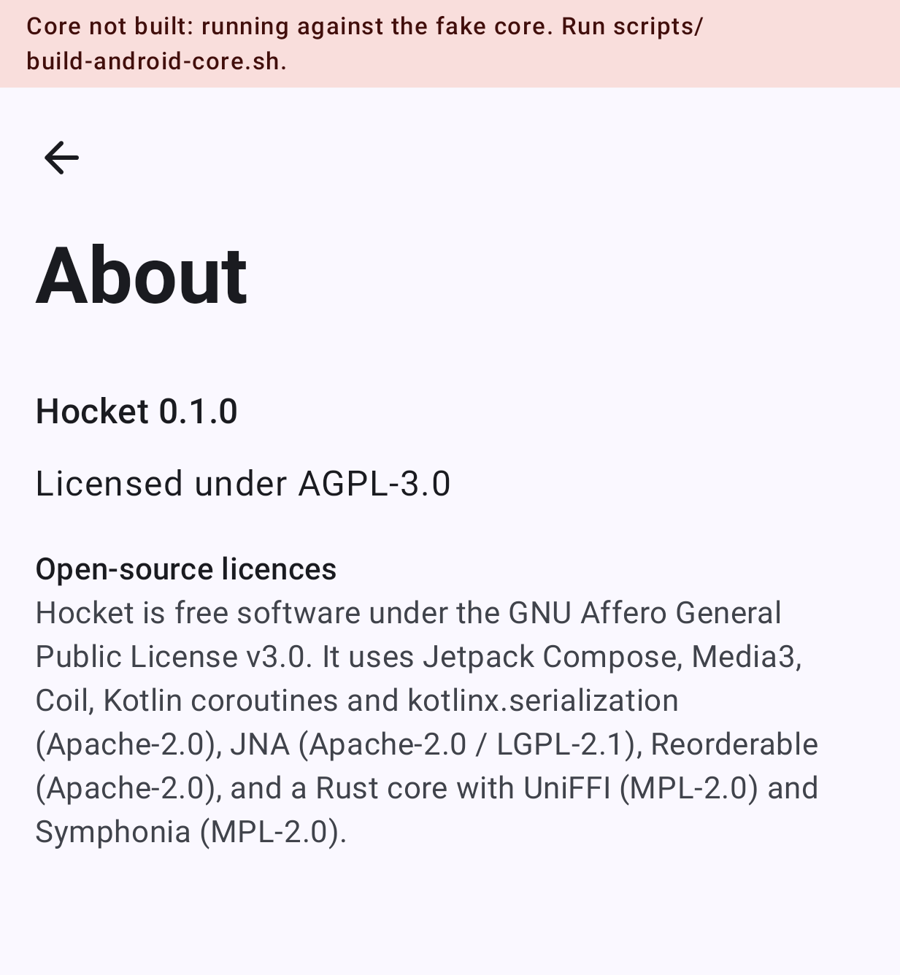 Core not built: running against the fake core. Run scripts/
build-android-core.sh.
About
Hocket 0.1.0
Licensed under AGPL-3.0
Open-source licences
Hocket is free software under the GNU Affero General
Public License v3.0. It uses Jetpack Compose, Media3,
Coil, Kotlin coroutines and kotlinx.serialization
(Apache-2.0), JNA (Apache-2.0 / LGPL-2.1), Reorderable
(Apache-2.0), and a Rust core with UniFFI (MPL-2.0) and
Symphonia (MPL-2.0).